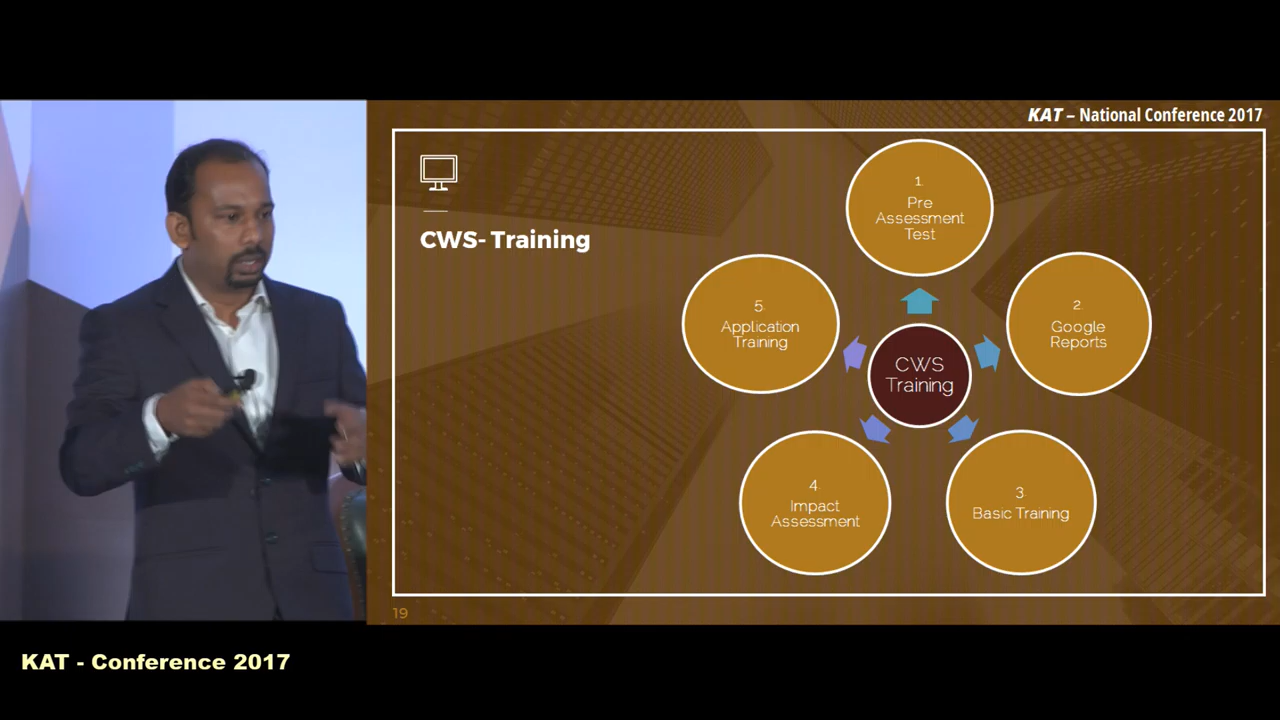 KAT – National Conference 2017
CWS- Training
1.
Pre
Assessment
Test
2.
Google
Reports
3.
Basic Training
4.
Impact
Assessment
5.
Application
Training
CWS
Training
19
KAT - Conference 2017